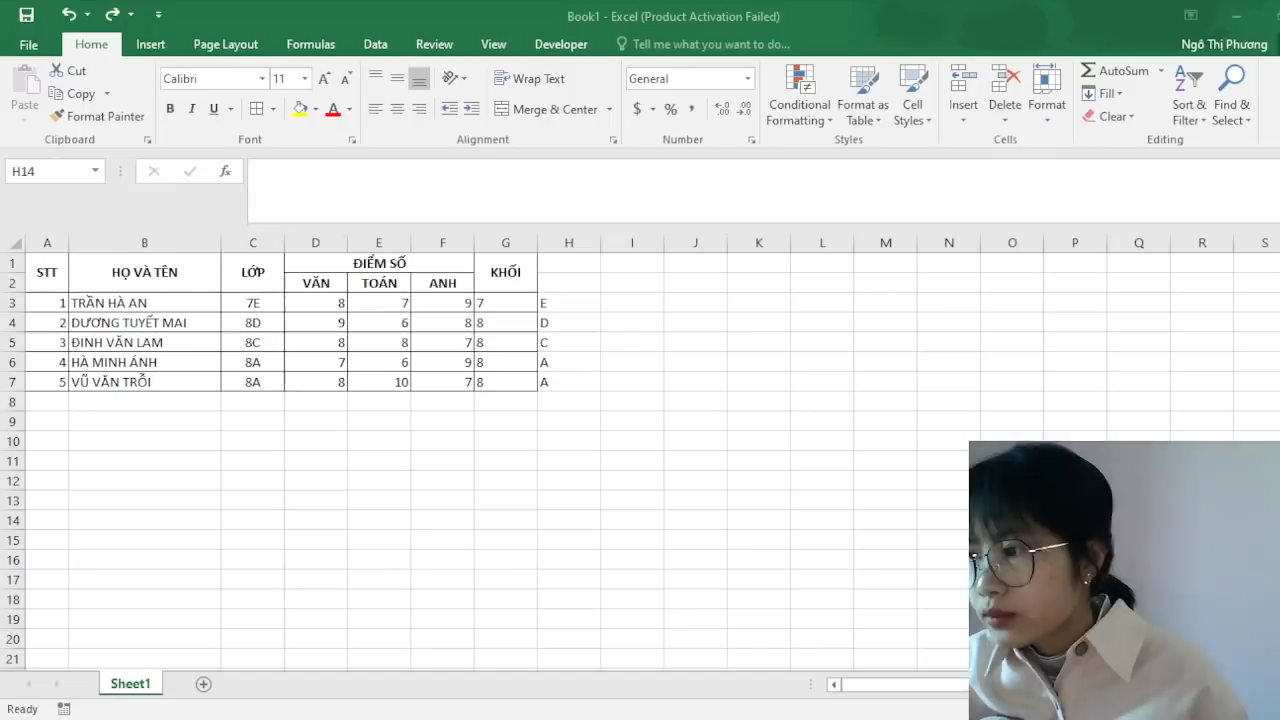 Book1 - Excel (Product Activation Failed)
File Home Insert Page Layout Formulas Data Review View Developer Tell me what you want to do... Ngô Thị Phương
Paste Cut Copy Format Painter
Calibri 11
B I U A
Wrap Text
Merge & Center
General
$ % ,
Conditional Formatting
Format as Table
Cell Styles
Insert Delete Format
AutoSum
Fill
Clear
Sort & Filter
Find & Select
Clipboard Font Alignment Number Styles Cells Editing
H14 fx
A B C D E F G H I J K L M N O P Q R S
1 STT HỌ VÀ TÊN LỚP ĐIỂM SỐ KHỐI
2 VĂN TOÁN ANH
3 1 TRẦN HÀ AN 7E 8 7 9 7 E
4 2 DƯƠNG TUYẾT MAI 8D 9 6 8 8 D
5 3 ĐINH VĂN LAM 8C 8 8 7 8 C
6 4 HÀ MINH ÁNH 8A 7 6 9 8 A
7 5 VŨ VĂN TRỖI 8A 8 10 7 8 A
8
9
10
11
12
13
14
15
16
17
18
19
20
21
Sheet1
Ready